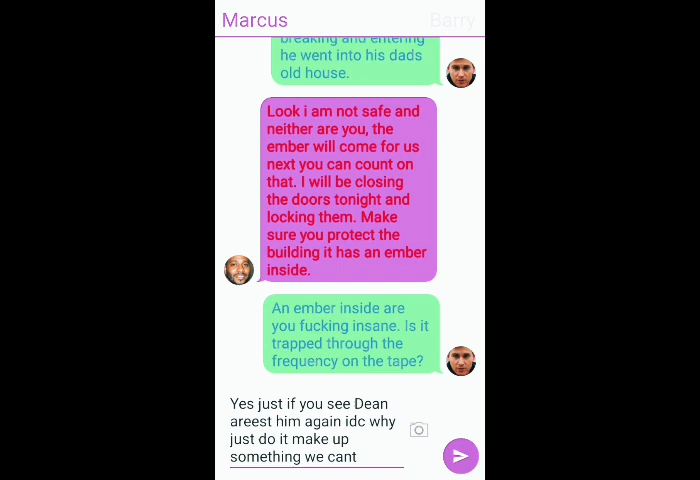 Marcus
Barry
breaking and entering
he went into his dads
old house.
Look i am not safe and
neither are you, the
ember will come for us
next you can count on
that. I will be closing
the doors tonight and
locking them. Make
sure you protect the
building it has an ember
inside.
An ember inside are
you fucking insane. Is it
trapped through the
frequency on the tape?
Yes just if you see Dean
areest him again idc why
just do it make up
something we cant